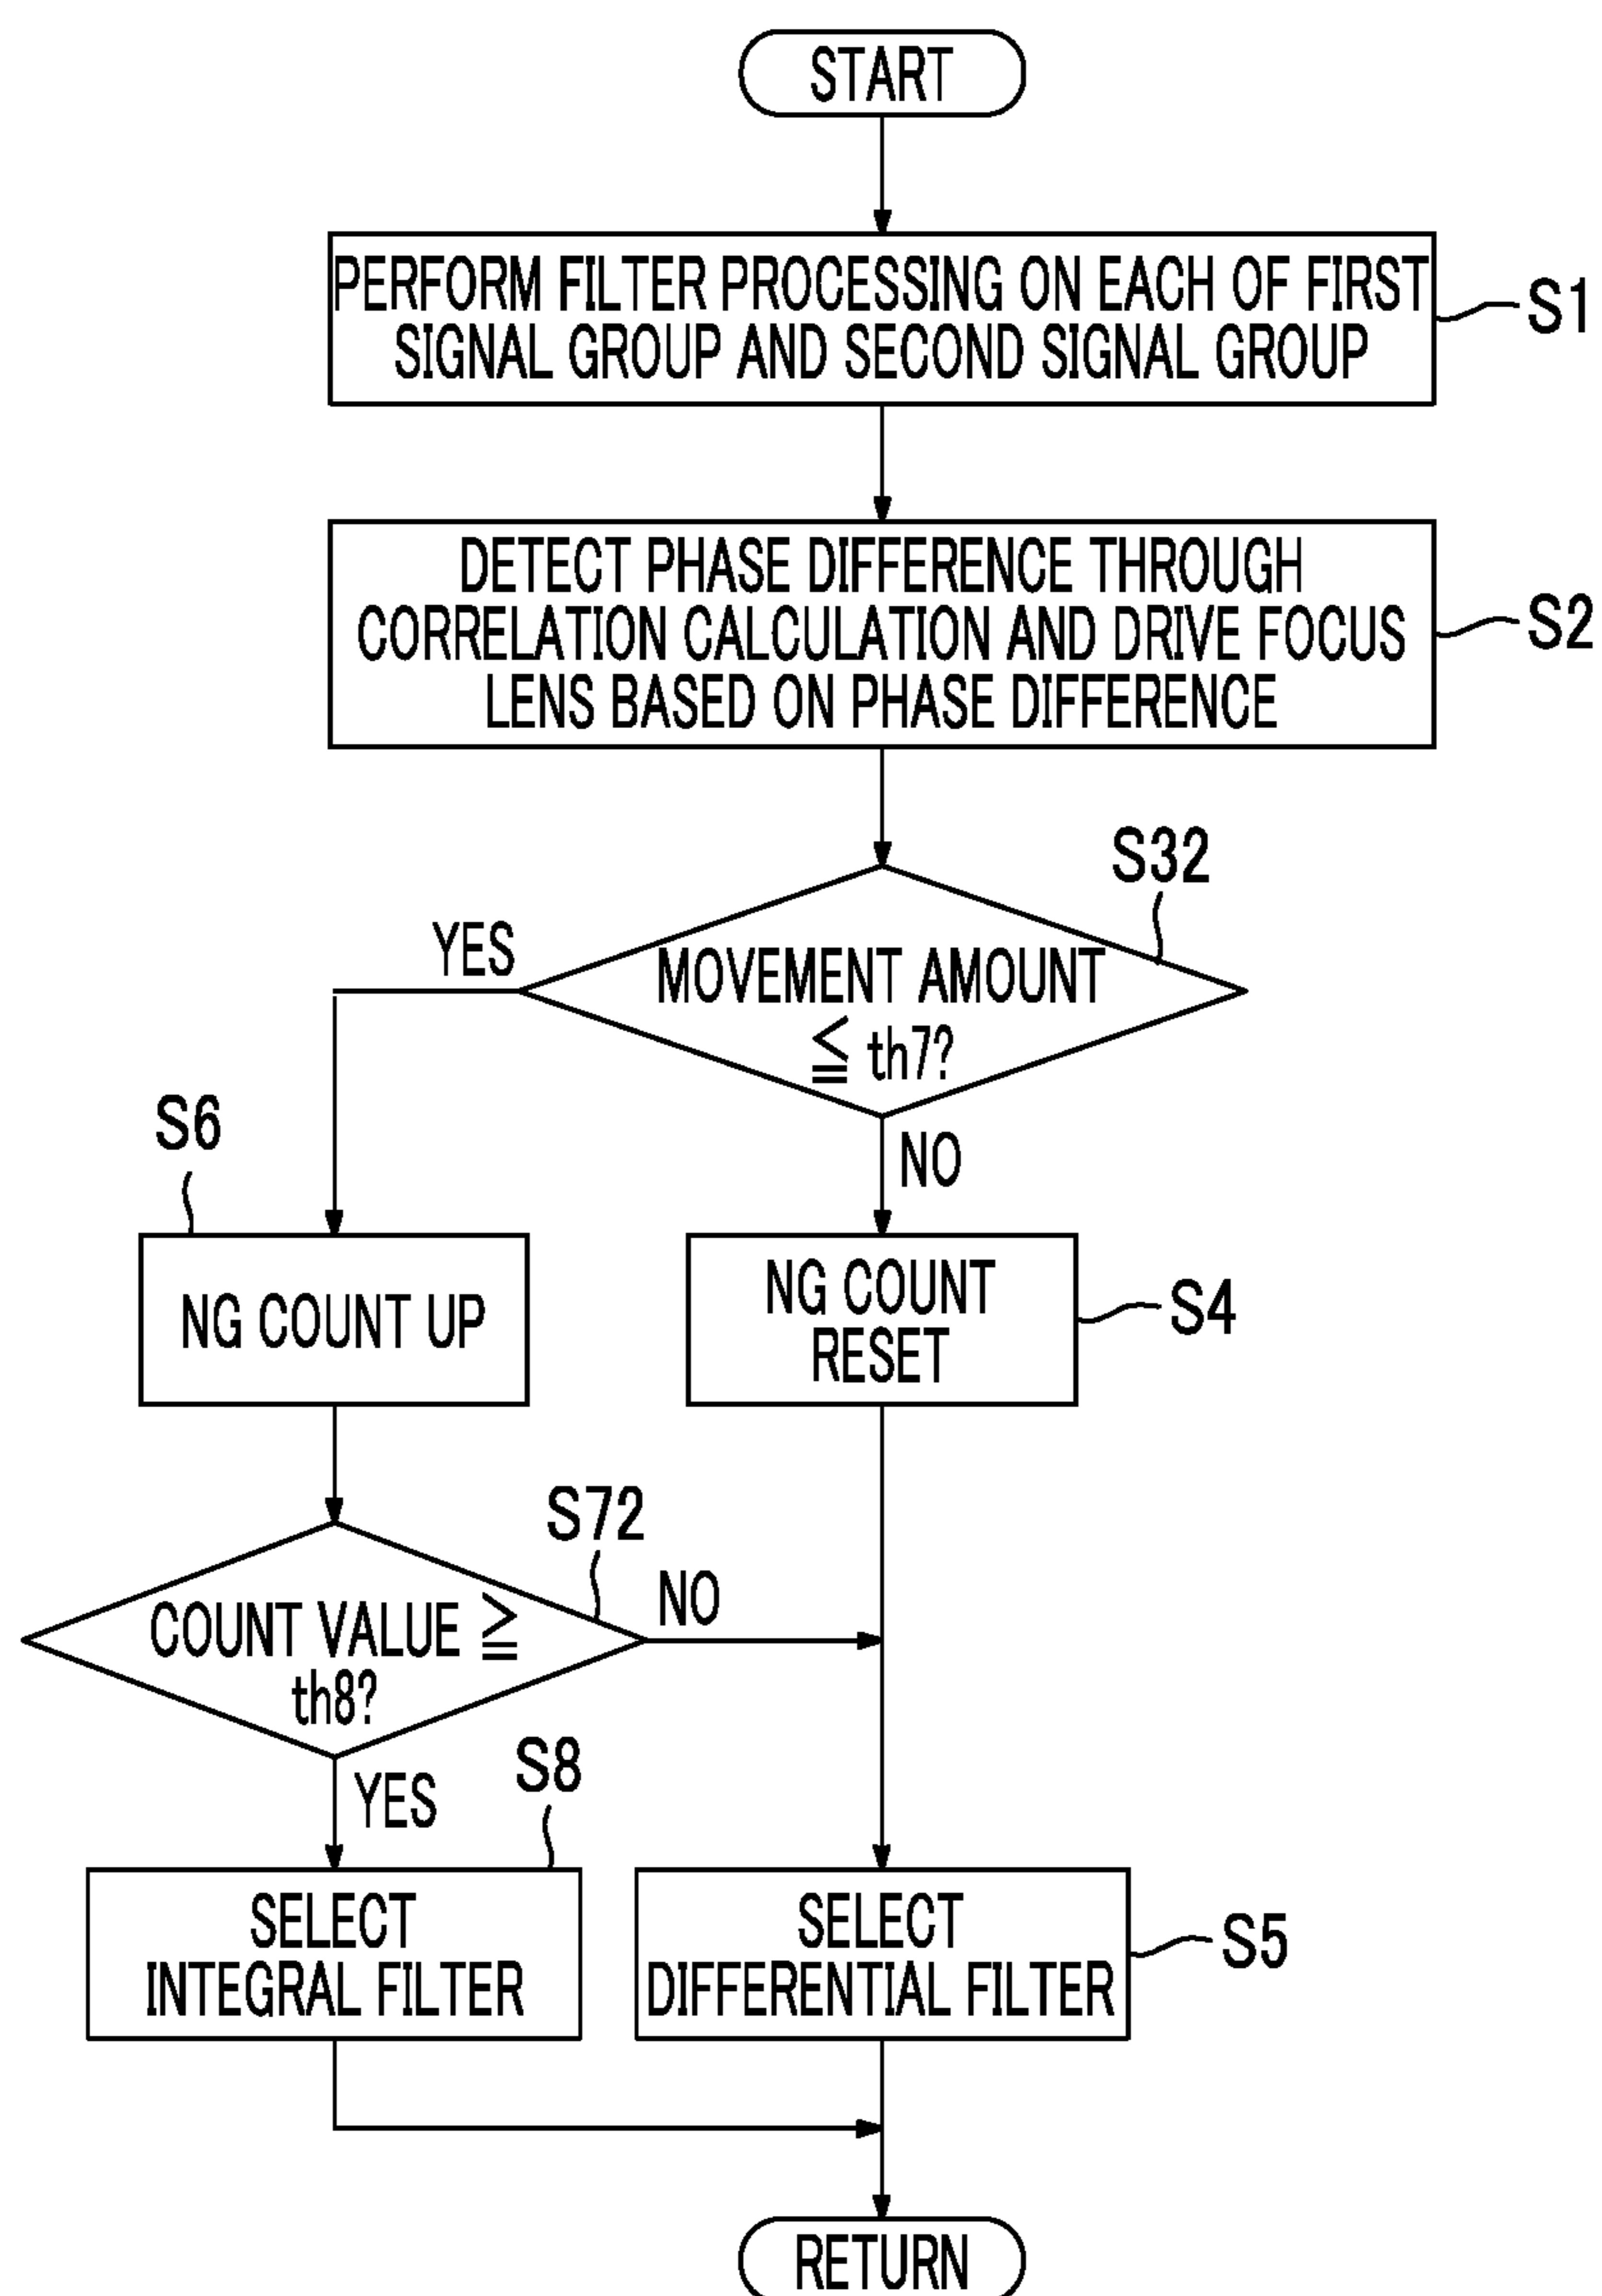 START
PERFORM FILTER PROCESSING ON EACH OF FIRST
SIGNAL GROUP AND SECOND SIGNAL GROUP
S1
DETECT PHASE DIFFERENCE THROUGH
CORRELATION CALCULATION AND DRIVE FOCUS
LENS BASED ON PHASE DIFFERENCE
S2
S32
YES
MOVEMENT AMOUNT
≦ th7?
NO
S6
NG COUNT UP
NG COUNT
RESET
S4
S72
NO
COUNT VALUE ≧
th8?
YES
S8
SELECT
INTEGRAL FILTER
SELECT
DIFFERENTIAL FILTER
S5
RETURN